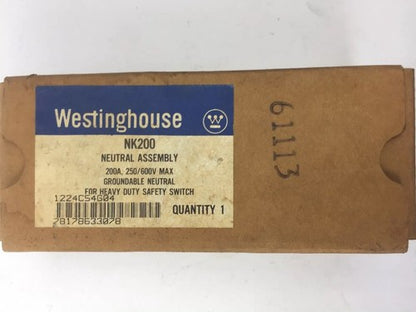 Westinghouse
NK200
NEUTRAL ASSEMBLY
200A, 250/600V MAX
GROUNDABLE NEUTRAL
FOR HEAVY DUTY SAFETY SWITCH
1224C54G04
QUANTITY 1
78178633078
61113